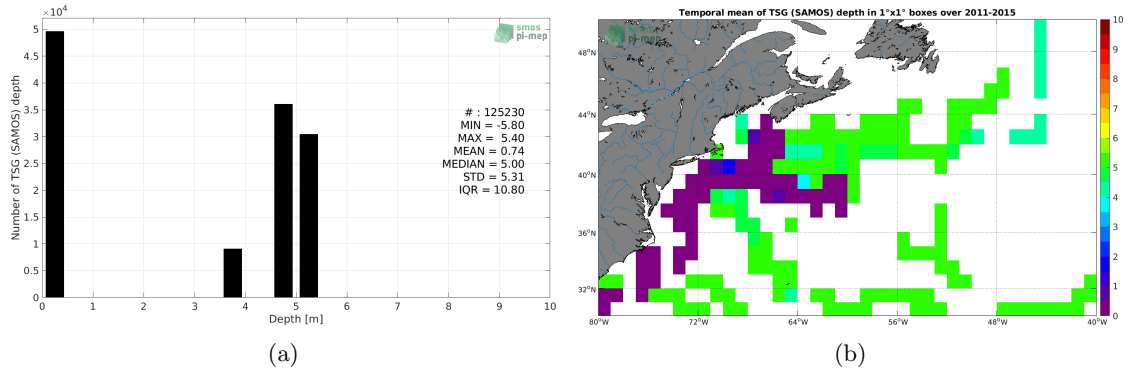 ×10⁴
5
4.5
4
3.5
3
2.5
2
1.5
1
0.5
0
Number of TSG (SAMOS) depth
smos
pi-mep
# : 125230
MIN = -5.80
MAX = 5.40
MEAN = 0.74
MEDIAN = 5.00
STD = 5.31
IQR = 10.80
0 1 2 3 4 5 6 7 8 9 10
Depth [m]
(a)
Temporal mean of TSG (SAMOS) depth in 1°x1° boxes over 2011-2015
smos
pi-mep
48°N
44°N
40°N
36°N
32°N
80°W 72°W 64°W 56°W 48°W 40°W
10
9
8
7
6
5
4
3
2
1
0
(b)